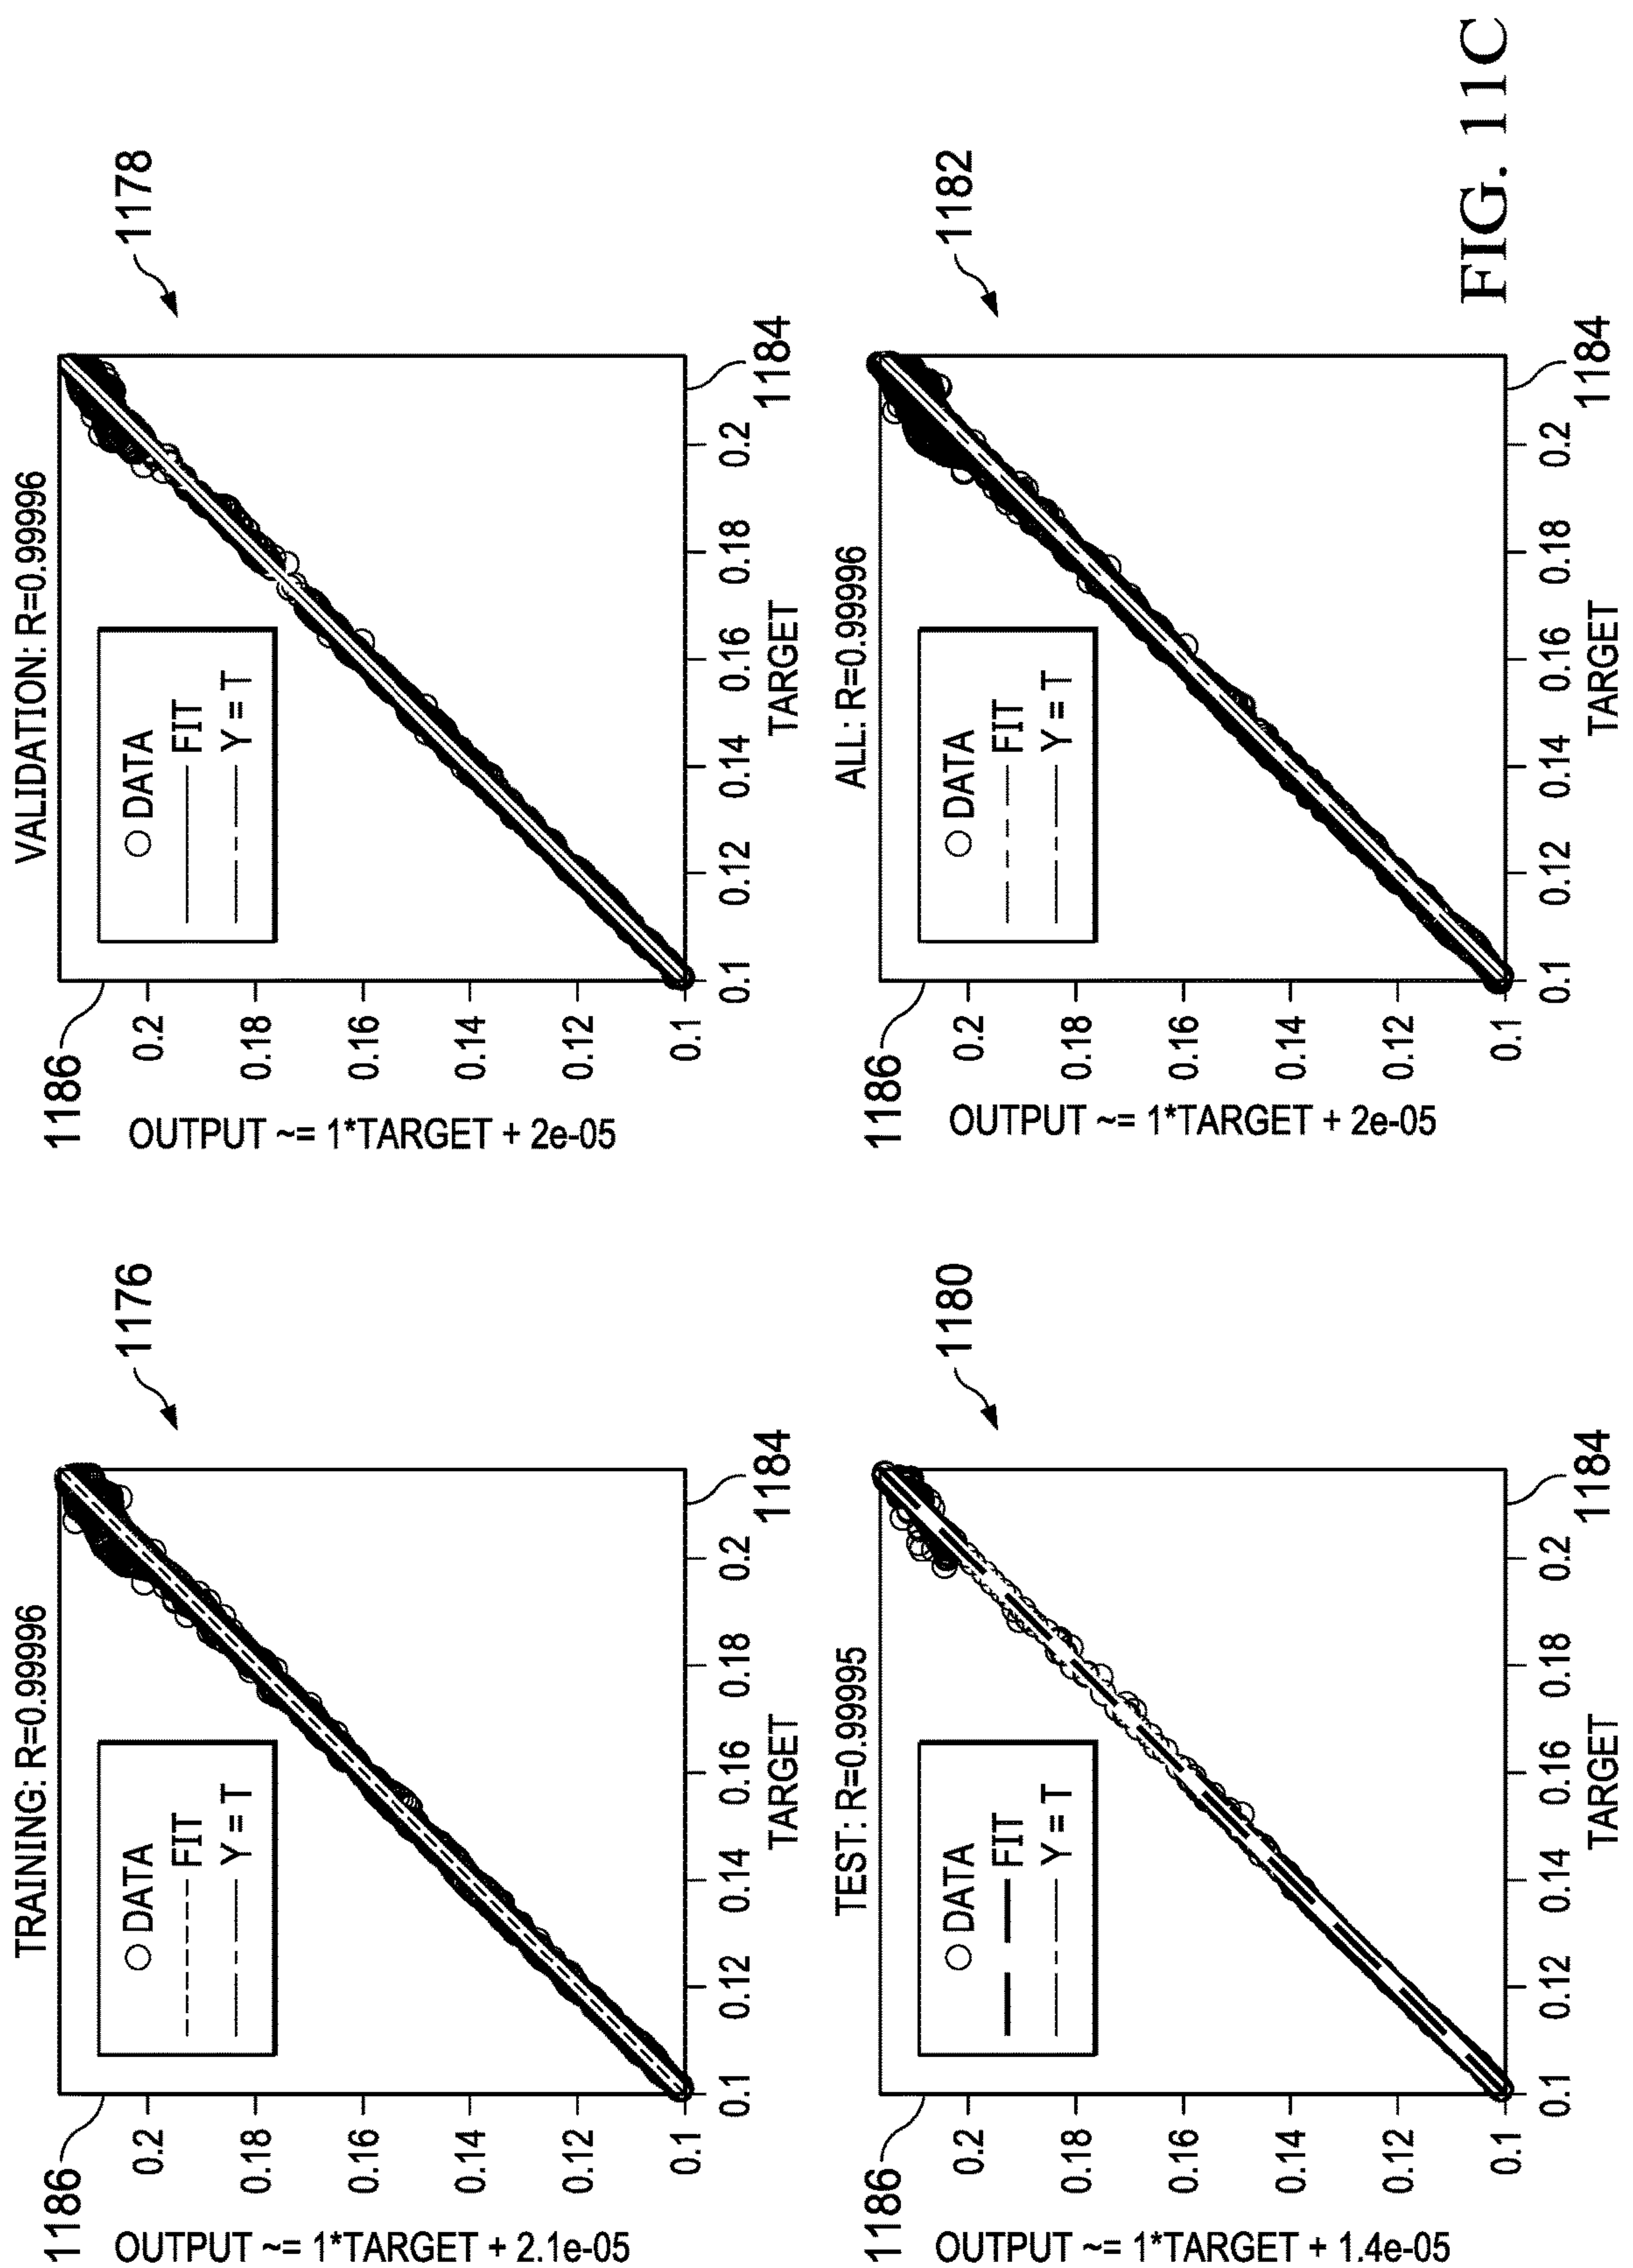 TRAINING: R=0.9996
1186
0.2
0.18
0.16
0.14
0.12
0.1
OUTPUT ~= 1*TARGET + 2.1e-05
DATA
FIT
Y = T
0.1 0.12 0.14 0.16 0.18 0.2
TARGET
1184
1176
VALIDATION: R=0.99996
1186
0.2
0.18
0.16
0.14
0.12
0.1
OUTPUT ~= 1*TARGET + 2e-05
DATA
FIT
Y = T
0.1 0.12 0.14 0.16 0.18 0.2
TARGET
1184
1178
TEST: R=0.99995
1186
0.2
0.18
0.16
0.14
0.12
0.1
OUTPUT ~= 1*TARGET + 1.4e-05
DATA
FIT
Y = T
0.1 0.12 0.14 0.16 0.18 0.2
TARGET
1184
1180
ALL: R=0.99996
1186
0.2
0.18
0.16
0.14
0.12
0.1
OUTPUT ~= 1*TARGET + 2e-05
DATA
FIT
Y = T
0.1 0.12 0.14 0.16 0.18 0.2
TARGET
1184
1182
FIG. 11C